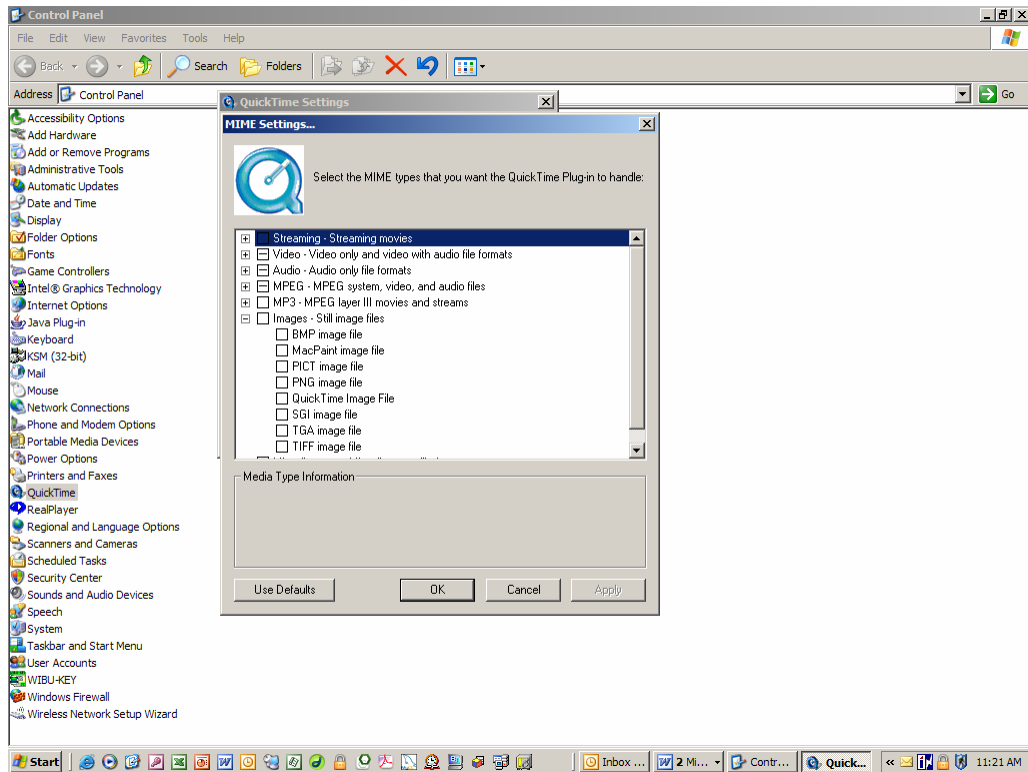 Control Panel
File Edit View Favorites Tools Help
Back Search Folders
Address Control Panel Go
Accessibility Options
Add Hardware
Add or Remove Programs
Administrative Tools
Automatic Updates
Date and Time
Display
Folder Options
Fonts
Game Controllers
Intel® Graphics Technology
Internet Options
Java Plug-in
Keyboard
KSM (32-bit)
Mail
Mouse
Network Connections
Phone and Modem Options
Portable Media Devices
Power Options
Printers and Faxes
QuickTime
RealPlayer
Regional and Language Options
Scanners and Cameras
Scheduled Tasks
Security Center
Sounds and Audio Devices
Speech
System
Taskbar and Start Menu
User Accounts
WIBU-KEY
Windows Firewall
Wireless Network Setup Wizard
QuickTime Settings
MIME Settings...
Select the MIME types that you want the QuickTime Plug-in to handle:
Streaming - Streaming movies
Video - Video only and video with audio file formats
Audio - Audio only file formats
MPEG - MPEG system, video, and audio files
MP3 - MPEG layer III movies and streams
Images - Still image files
BMP image file
MacPaint image file
PICT image file
PNG image file
QuickTime Image File
SGI image file
TGA image file
TIFF image file
Media Type Information
Use Defaults OK Cancel Apply
Start Inbox ... 2 Mi... Contr... Quick... « 11:21 AM